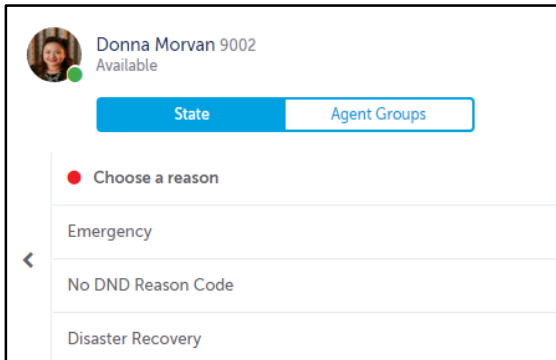 Donna Morvan 9002
Available
State Agent Groups
Choose a reason
Emergency
No DND Reason Code
Disaster Recovery